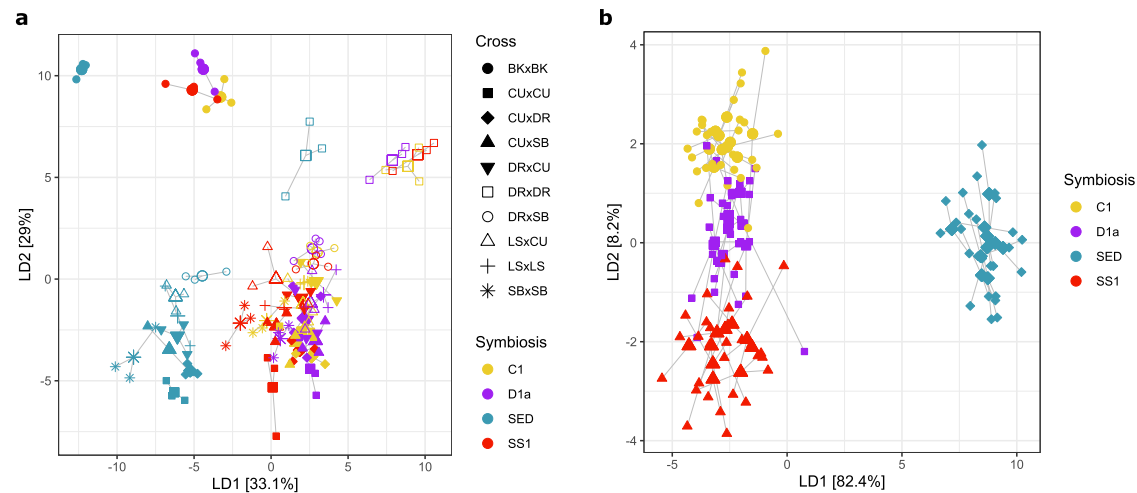 a
LD2 [29%]
10
5
0
-5
-10
-5
0
5
10
LD1 [33.1%]
Cross
BKxBK
CUxCU
CUxDR
CUxSB
DRxCU
DRxDR
DRxSB
LSxCU
LSxLS
SBxSB
Symbiosis
C1
D1a
SED
SS1
b
LD2 [8.2%]
4
2
0
-2
-4
-5
0
5
10
LD1 [82.4%]
Symbiosis
C1
D1a
SED
SS1